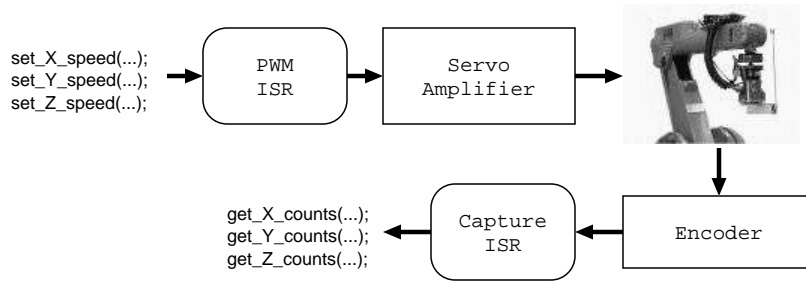 set_X_speed(...);
set_Y_speed(...);
set_Z_speed(...);
PWM
ISR
Servo
Amplifier
get_X_counts(...);
get_Y_counts(...);
get_Z_counts(...);
Capture
ISR
Encoder